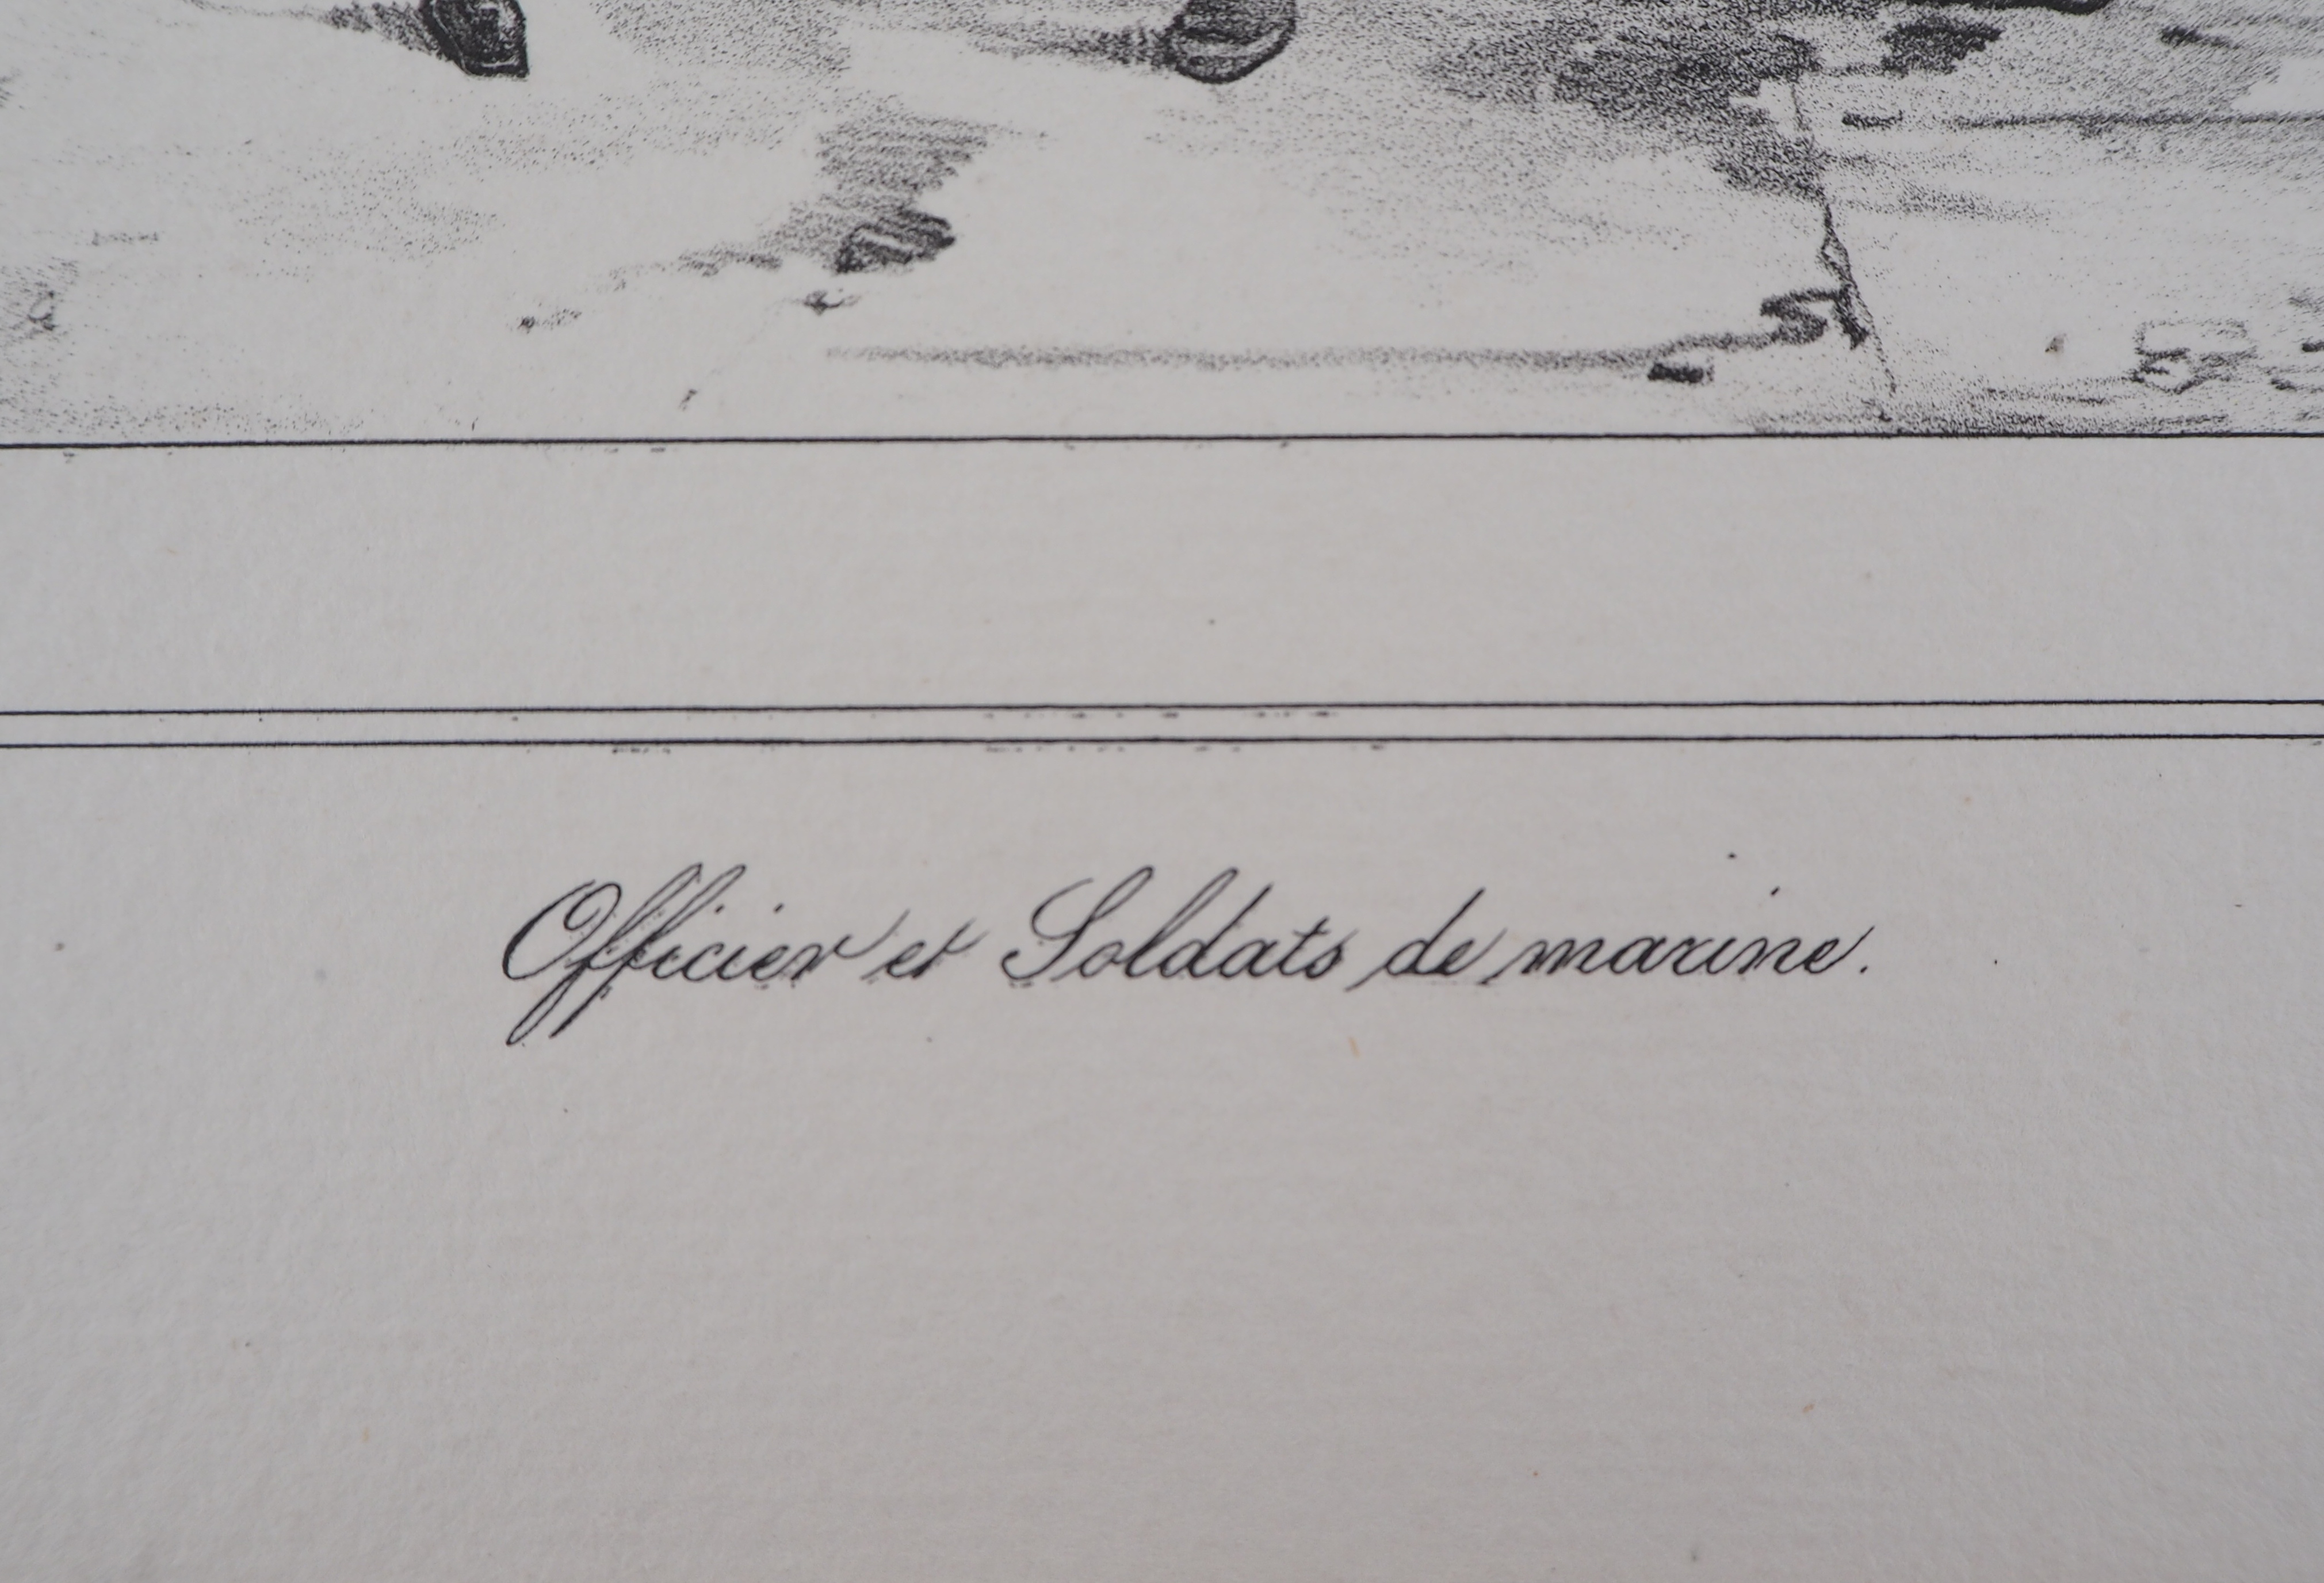 Officier et Soldats de marine.